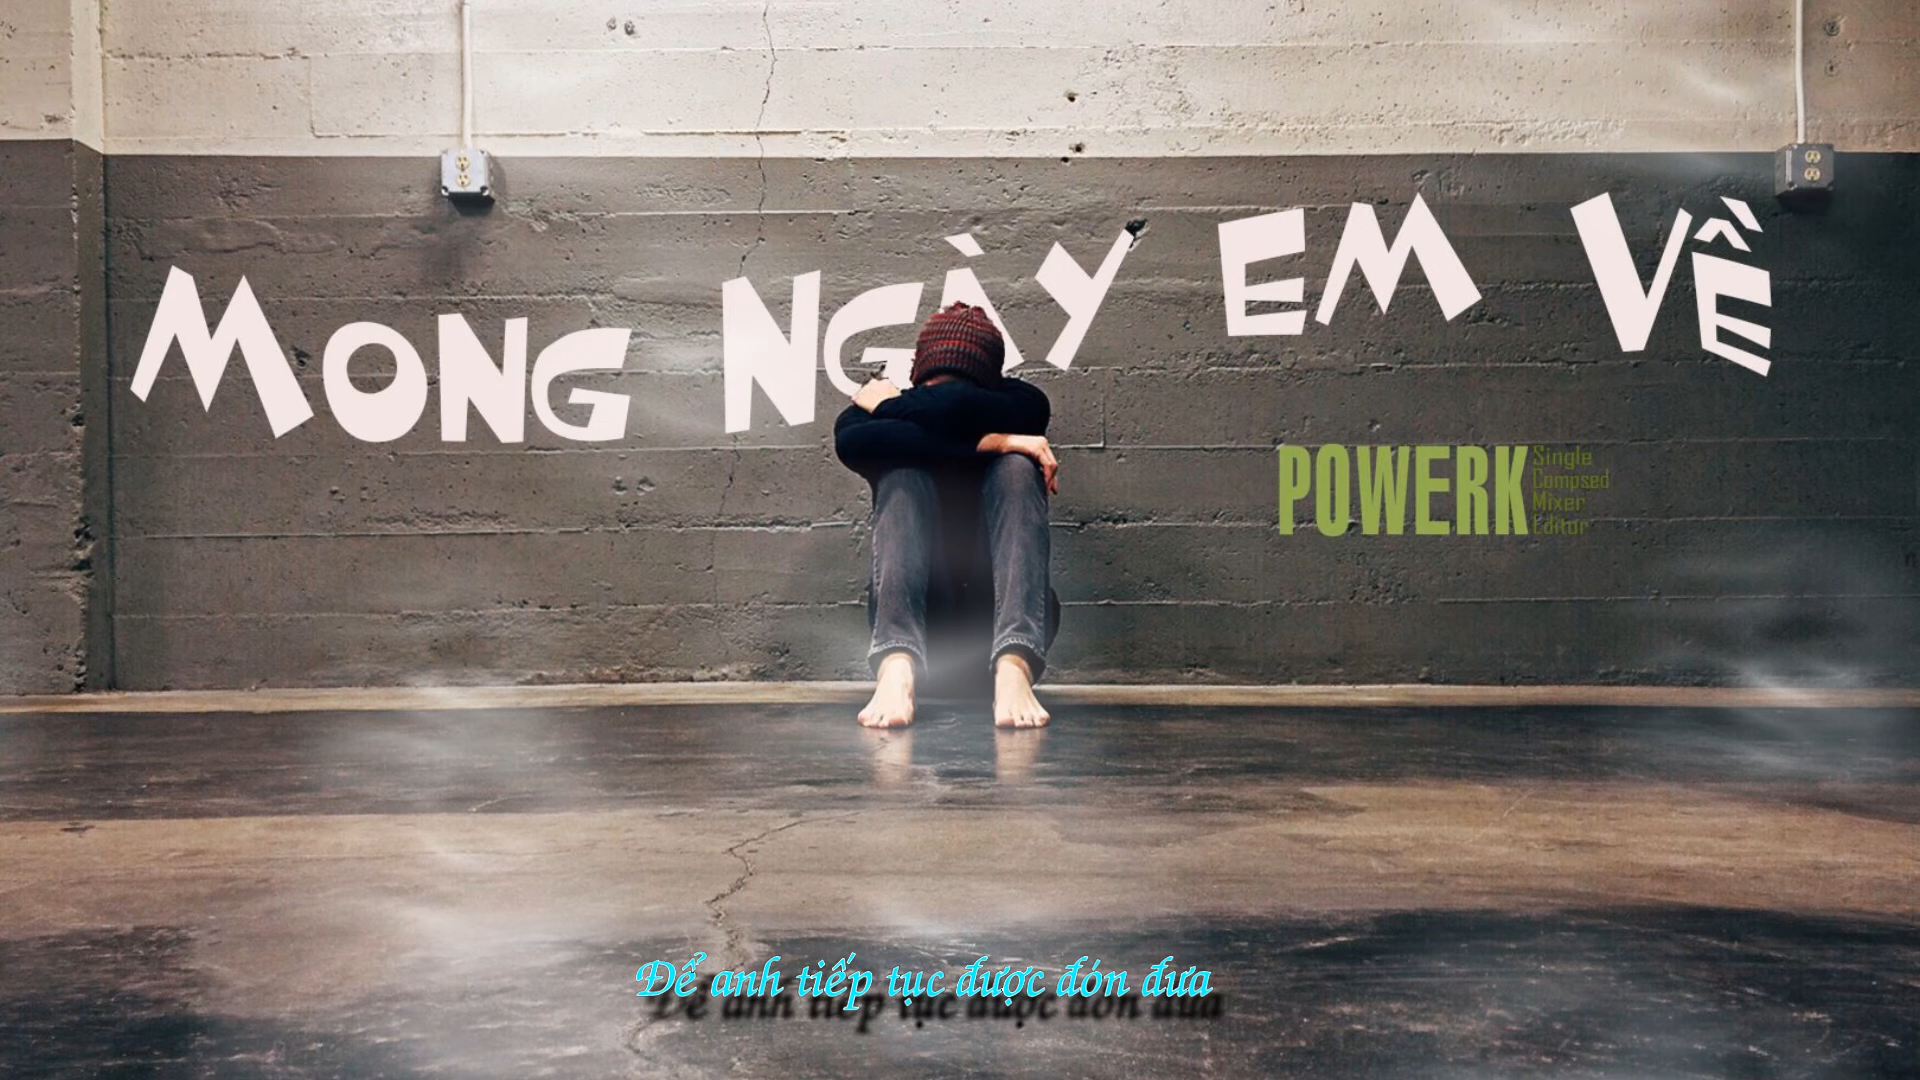 MONG NGÀY EM VỀ
POWERK
Single
Compsed
Mixer
Editor
Để anh tiếp tục được đón đưa